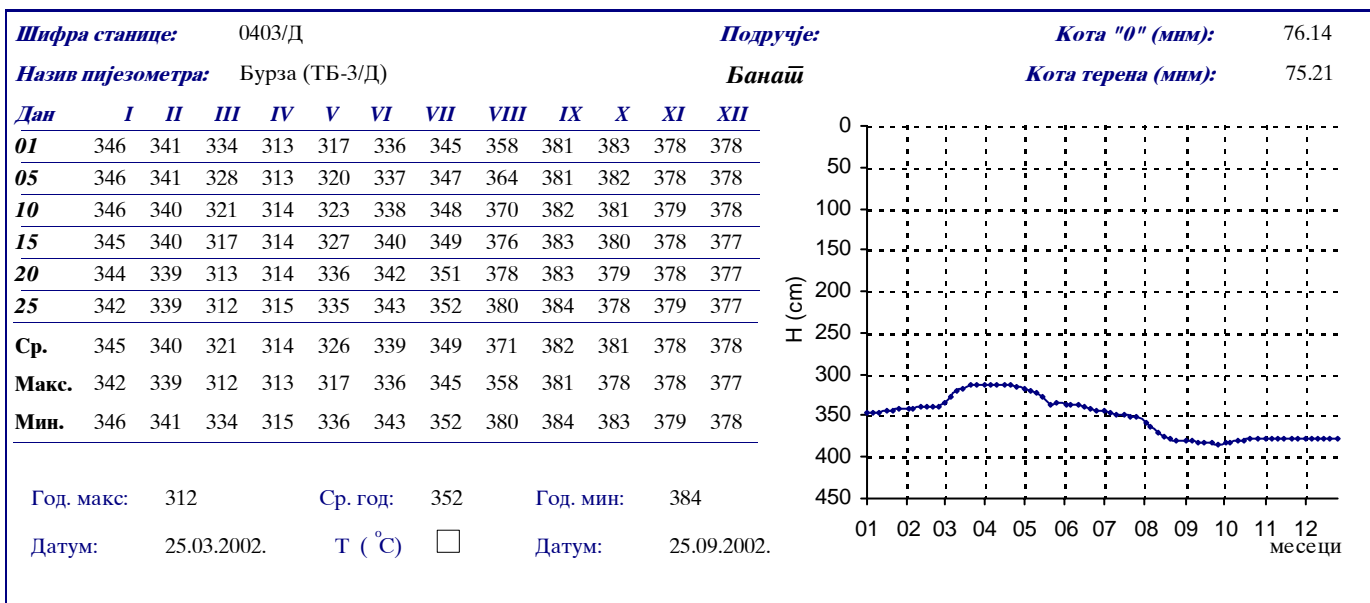 Шифра станице: 0403/Д Подручје: Кота "0" (мнм): 76.14
Назив пијезометра: Бурза (ТБ-3/Д) Банат Кота терена (мнм): 75.21
Дан I II III IV V VI VII VIII IX X XI XII
01 346 341 334 313 317 336 345 358 381 383 378 378
05 346 341 328 313 320 337 347 364 381 382 378 378
10 346 340 321 314 323 338 348 370 382 381 379 378
15 345 340 317 314 327 340 349 376 383 380 378 377
20 344 339 313 314 336 342 351 378 383 379 378 377
25 342 339 312 315 335 343 352 380 384 378 379 377
Ср. 345 340 321 314 326 339 349 371 382 381 378 378
Макс. 342 339 312 313 317 336 345 358 381 378 378 377
Мин. 346 341 334 315 336 343 352 380 384 383 379 378
Год. макс: 312 Ср. год: 352 Год. мин: 384
Датум: 25.03.2002. Т (°C) Датум: 25.09.2002.
H (cm)
0
50
100
150
200
250
300
350
400
450
01 02 03 04 05 06 07 08 09 10 11 12
месеци